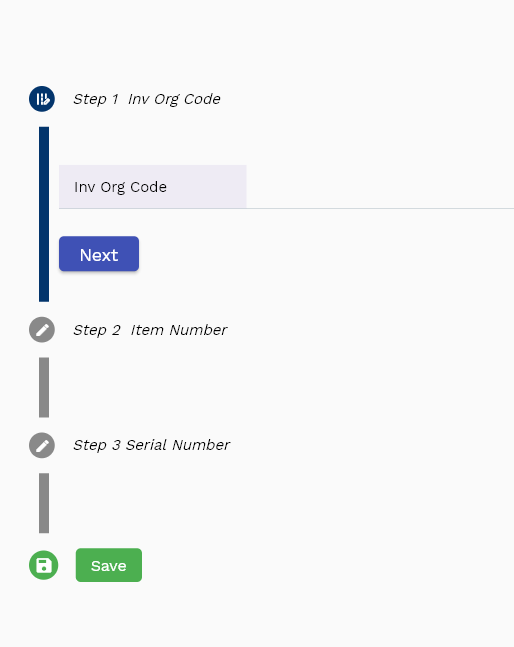 Step 1  Inv Org Code
Inv Org Code
Next
Step 2  Item Number
Step 3 Serial Number
Save